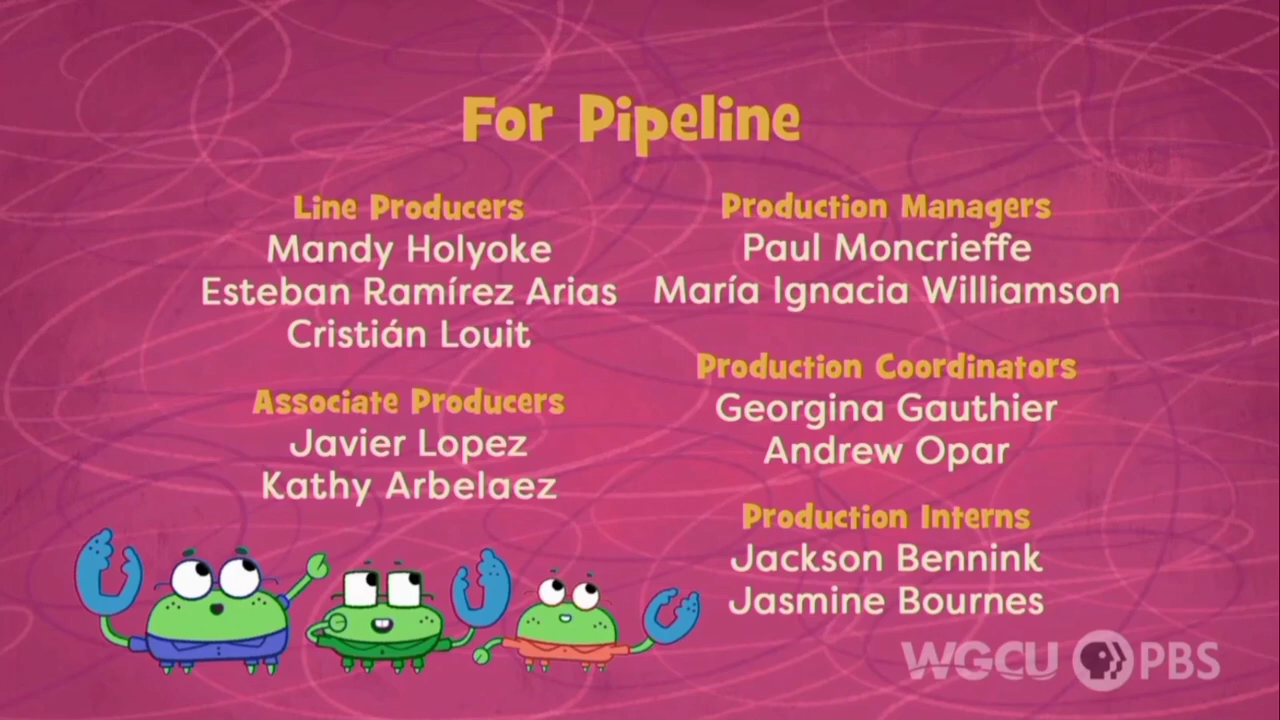 For Pipeline
Line Producers
Mandy Holyoke
Esteban Ramírez Arias
Cristián Louit
Associate Producers
Javier Lopez
Kathy Arbelaez
Production Managers
Paul Moncrieffe
María Ignacia Williamson
Production Coordinators
Georgina Gauthier
Andrew Opar
Production Interns
Jackson Bennink
Jasmine Bournes
WGCU PBS